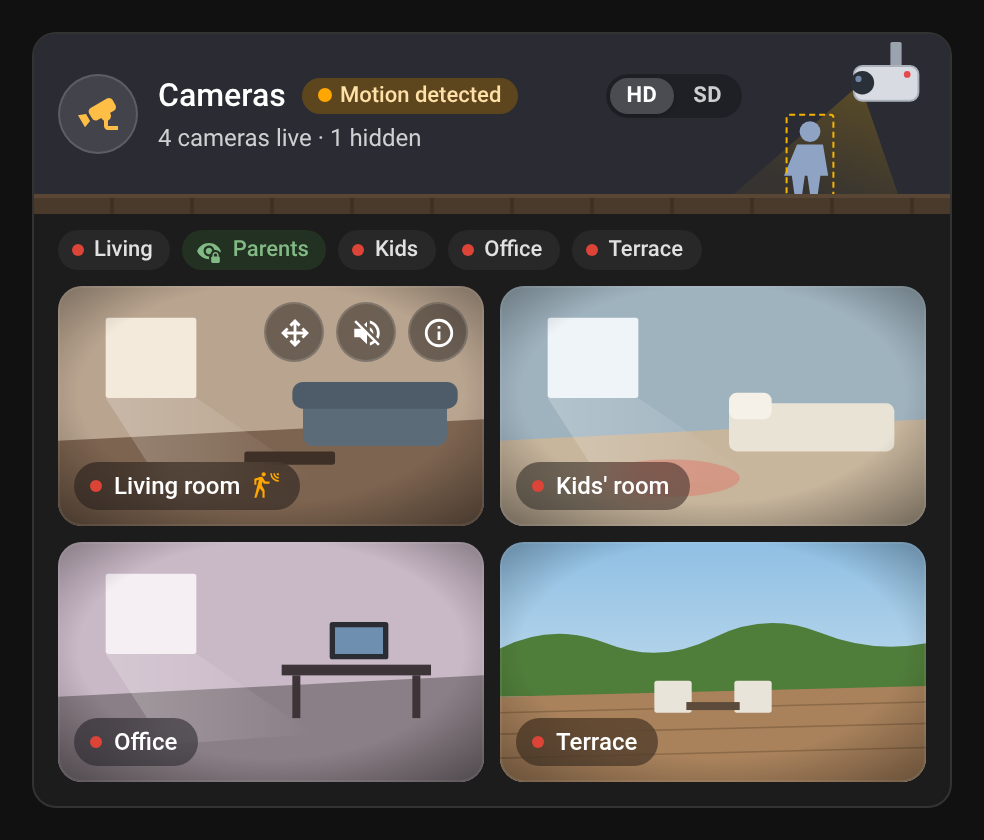 Cameras
Motion detected
HD
SD
4 cameras live · 1 hidden
Living
Parents
Kids
Office
Terrace
Living room
Kids' room
Office
Terrace